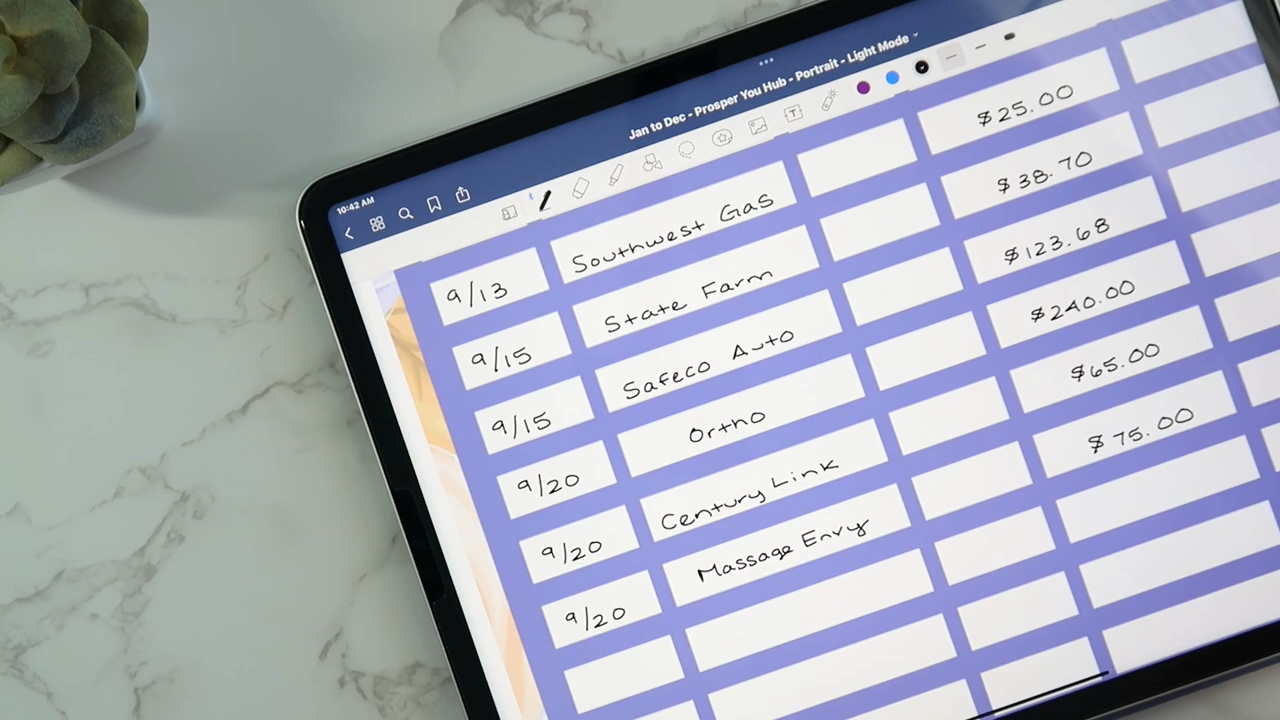 10:42 AM
Jan to Dec - Prosper You Hub - Portrait - Light Mode
9/13 Southwest Gas $25.00
9/15 State Farm $38.70
9/15 Safeco Auto $123.68
9/20 Ortho $240.00
9/20 Century Link $65.00
9/20 Massage Envy $75.00